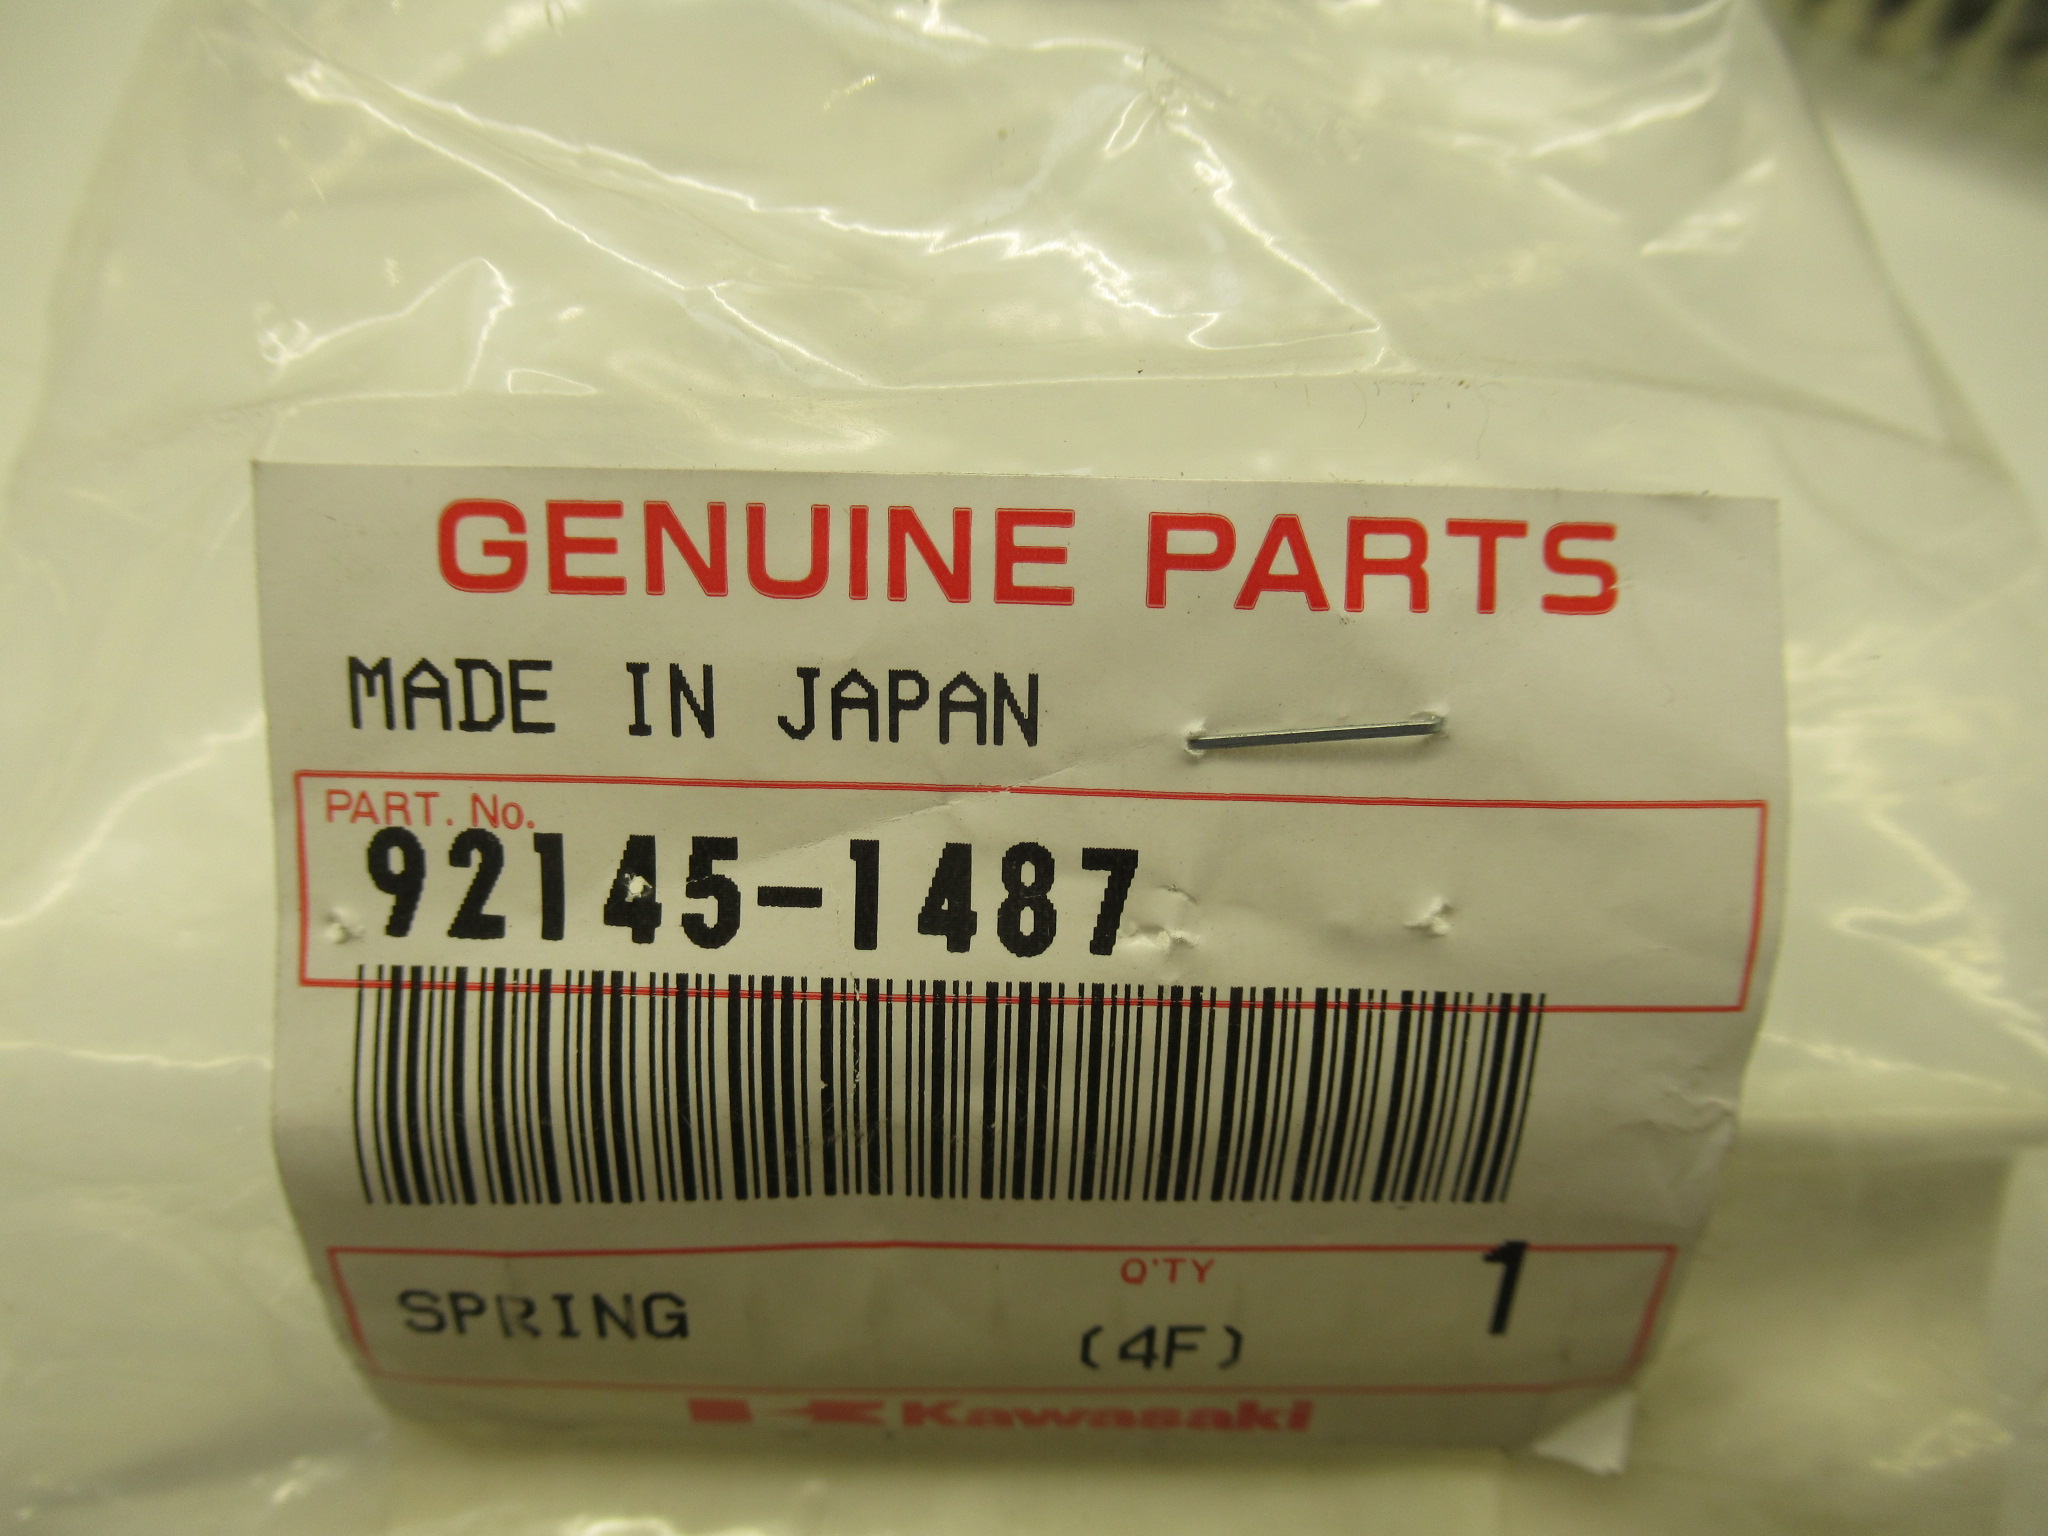 GENUINE PARTS
MADE IN JAPAN
PART. No.
92145-1487
Q'TY
SPRING (4F) 1
Kawasaki